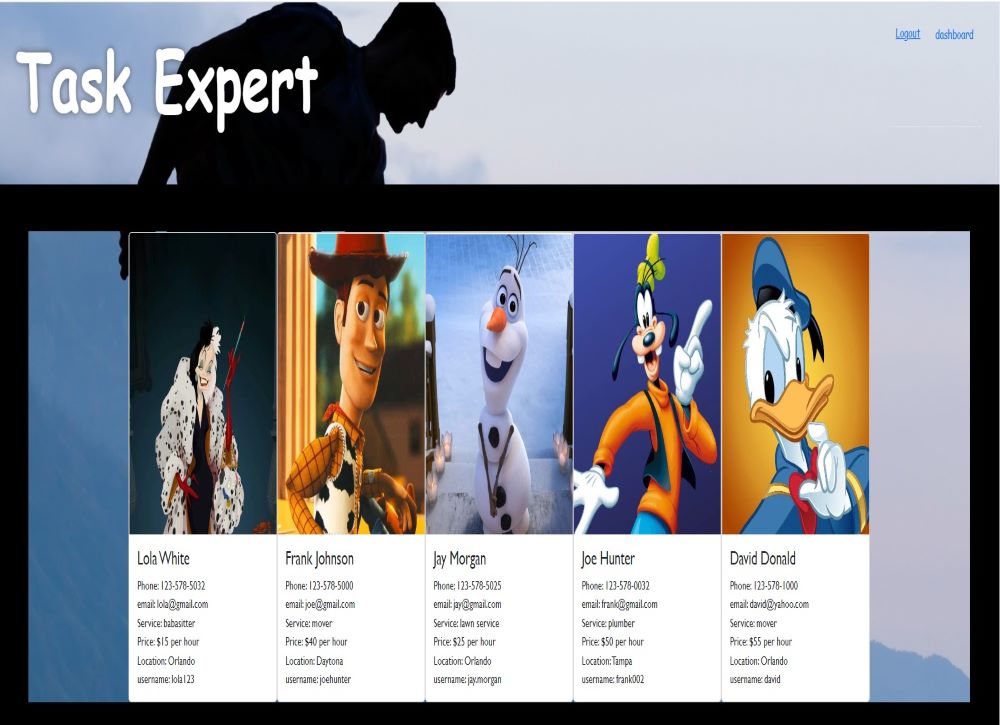 Task Expert
Logout dashboard
Lola White
Phone: 123-578-5032
email: lola@gmail.com
Service: babasitter
Price: $15 per hour
Location: Orlando
username: lola123
Frank Johnson
Phone: 123-578-5000
email: joe@gmail.com
Service: mover
Price: $40 per hour
Location: Daytona
username: joehunter
Jay Morgan
Phone: 123-578-5025
email: jay@gmail.com
Service: lawn service
Price: $25 per hour
Location: Orlando
username: jay.morgan
Joe Hunter
Phone: 123-578-0032
email: frank@gmail.com
Service: plumber
Price: $50 per hour
Location: Tampa
username: frank002
David Donald
Phone: 123-578-1000
email: david@yahoo.com
Service: mover
Price: $55 per hour
Location: Orlando
username: david